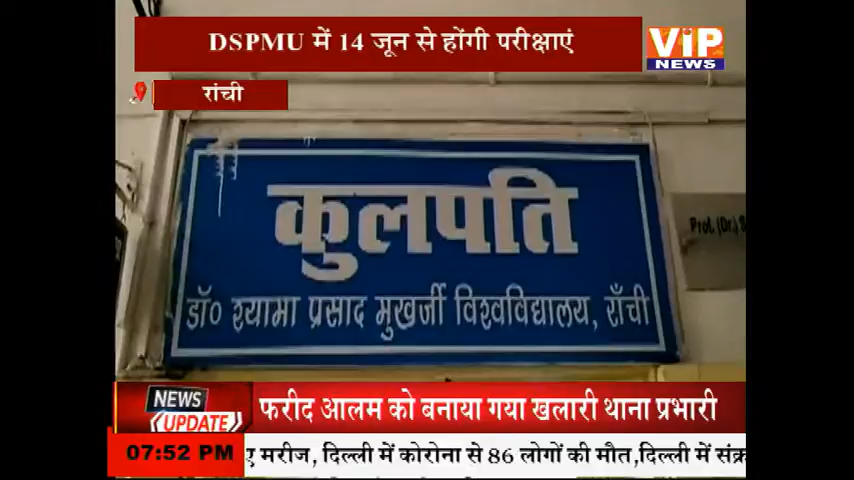 DSPMU में 14 जून से होंगी परीक्षाएं
VIP
NEWS
रांची
कुलपति
डॉ० श्यामा प्रसाद मुखर्जी विश्वविद्यालय, राँची
Prof. (Dr.)
NEWS
UPDATE
फरीद आलम को बनाया गया खलारी थाना प्रभारी
07:52 PM
मरीज, दिल्ली में कोरोना से 86 लोगों की मौत,दिल्ली में